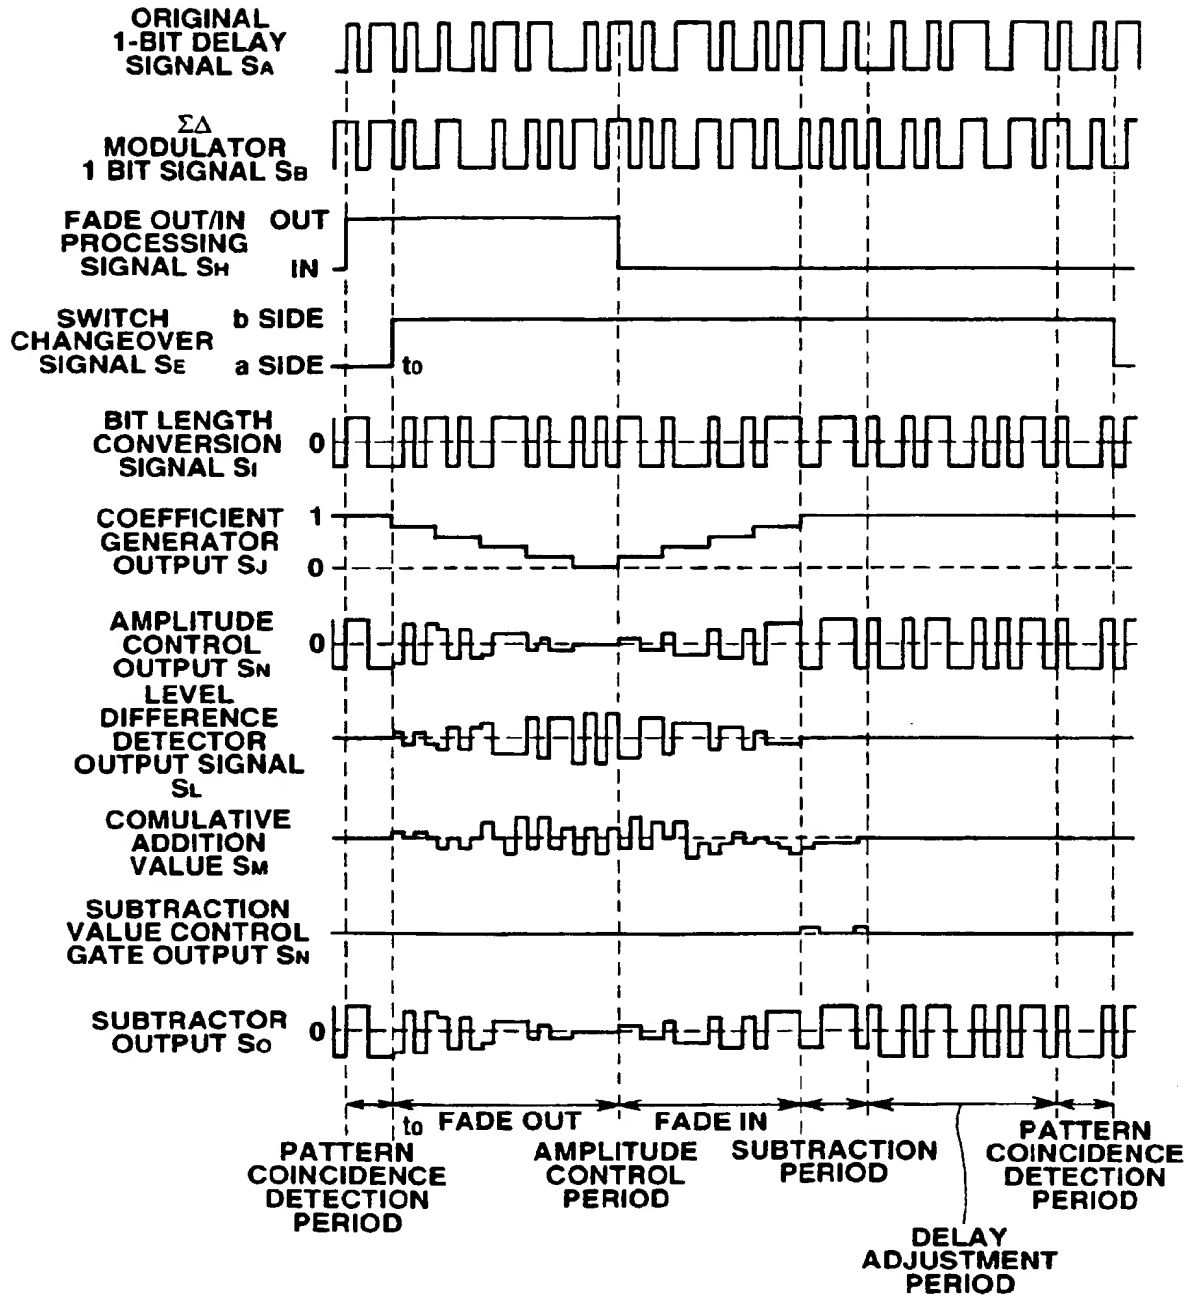 ORIGINAL
1-BIT DELAY
SIGNAL SA
ΣΔ
MODULATOR
1 BIT SIGNAL SB
FADE OUT/IN OUT
PROCESSING
SIGNAL SH IN
SWITCH b SIDE
CHANGEOVER
SIGNAL SE a SIDE t0
BIT LENGTH
CONVERSION 0
SIGNAL SI
COEFFICIENT 1
GENERATOR
OUTPUT SJ 0
AMPLITUDE
CONTROL 0
OUTPUT SN
LEVEL
DIFFERENCE
DETECTOR
OUTPUT SIGNAL
SL
COMULATIVE
ADDITION
VALUE SM
SUBTRACTION
VALUE CONTROL
GATE OUTPUT SN
SUBTRACTOR 0
OUTPUT SO
t0 FADE OUT FADE IN
PATTERN
COINCIDENCE
DETECTION
PERIOD
AMPLITUDE
CONTROL
PERIOD
SUBTRACTION
PERIOD
PATTERN
COINCIDENCE
DETECTION
PERIOD
DELAY
ADJUSTMENT
PERIOD